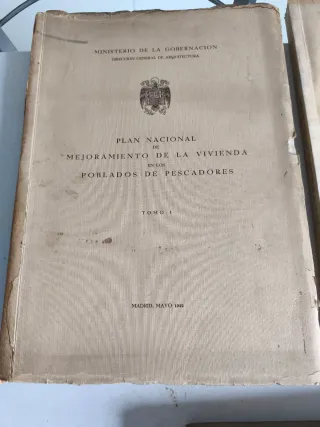 MINISTERIO DE LA GOBERNACION
DIRECCION GENERAL DE ARQUITECTURA
PLAN NACIONAL
DE
MEJORAMIENTO DE LA VIVIENDA
EN LOS
POBLADOS DE PESCADORES
TOMO I
MADRID, MAYO